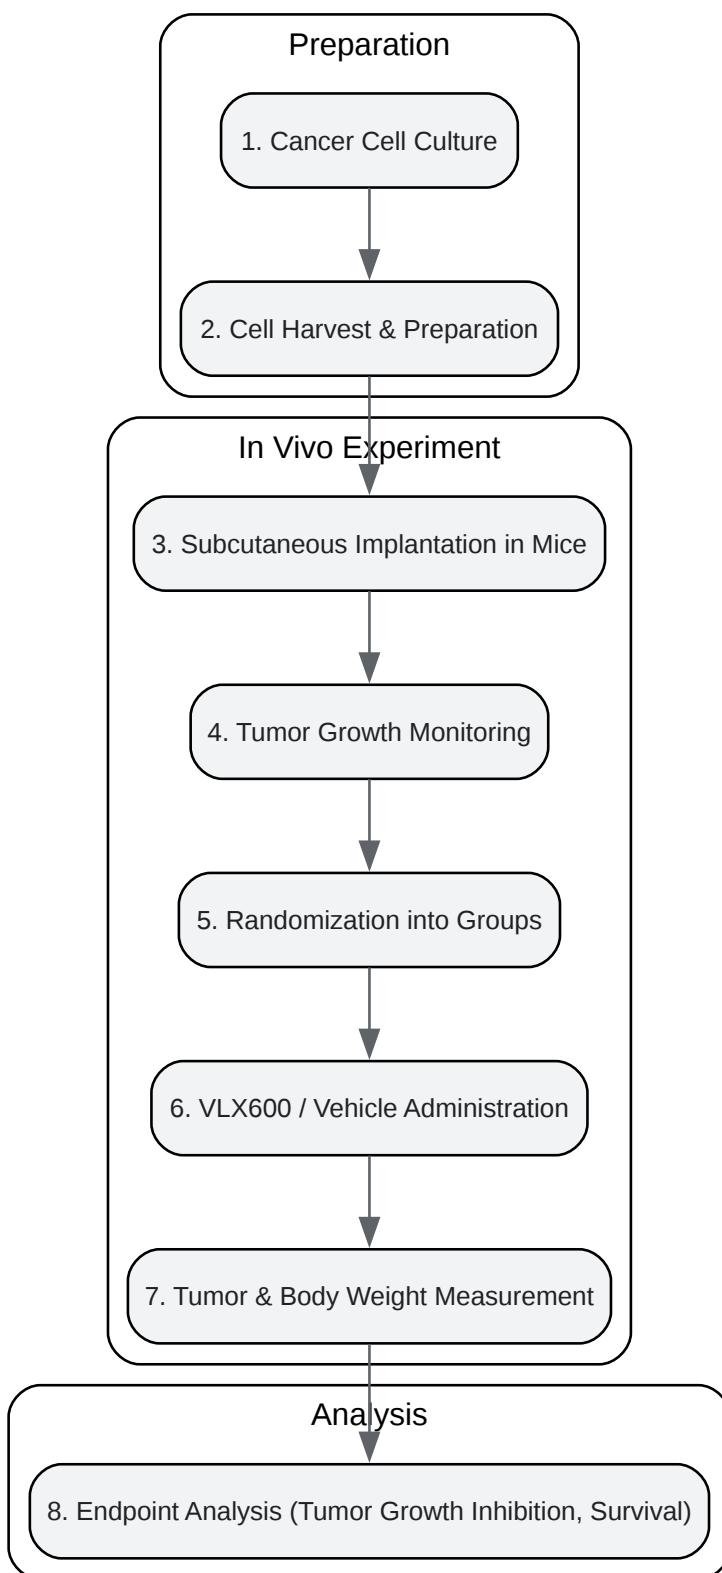 Preparation
1. Cancer Cell Culture
2. Cell Harvest & Preparation
In Vivo Experiment
3. Subcutaneous Implantation in Mice
4. Tumor Growth Monitoring
5. Randomization into Groups
6. VLX600 / Vehicle Administration
7. Tumor & Body Weight Measurement
Analysis
8. Endpoint Analysis (Tumor Growth Inhibition, Survival)